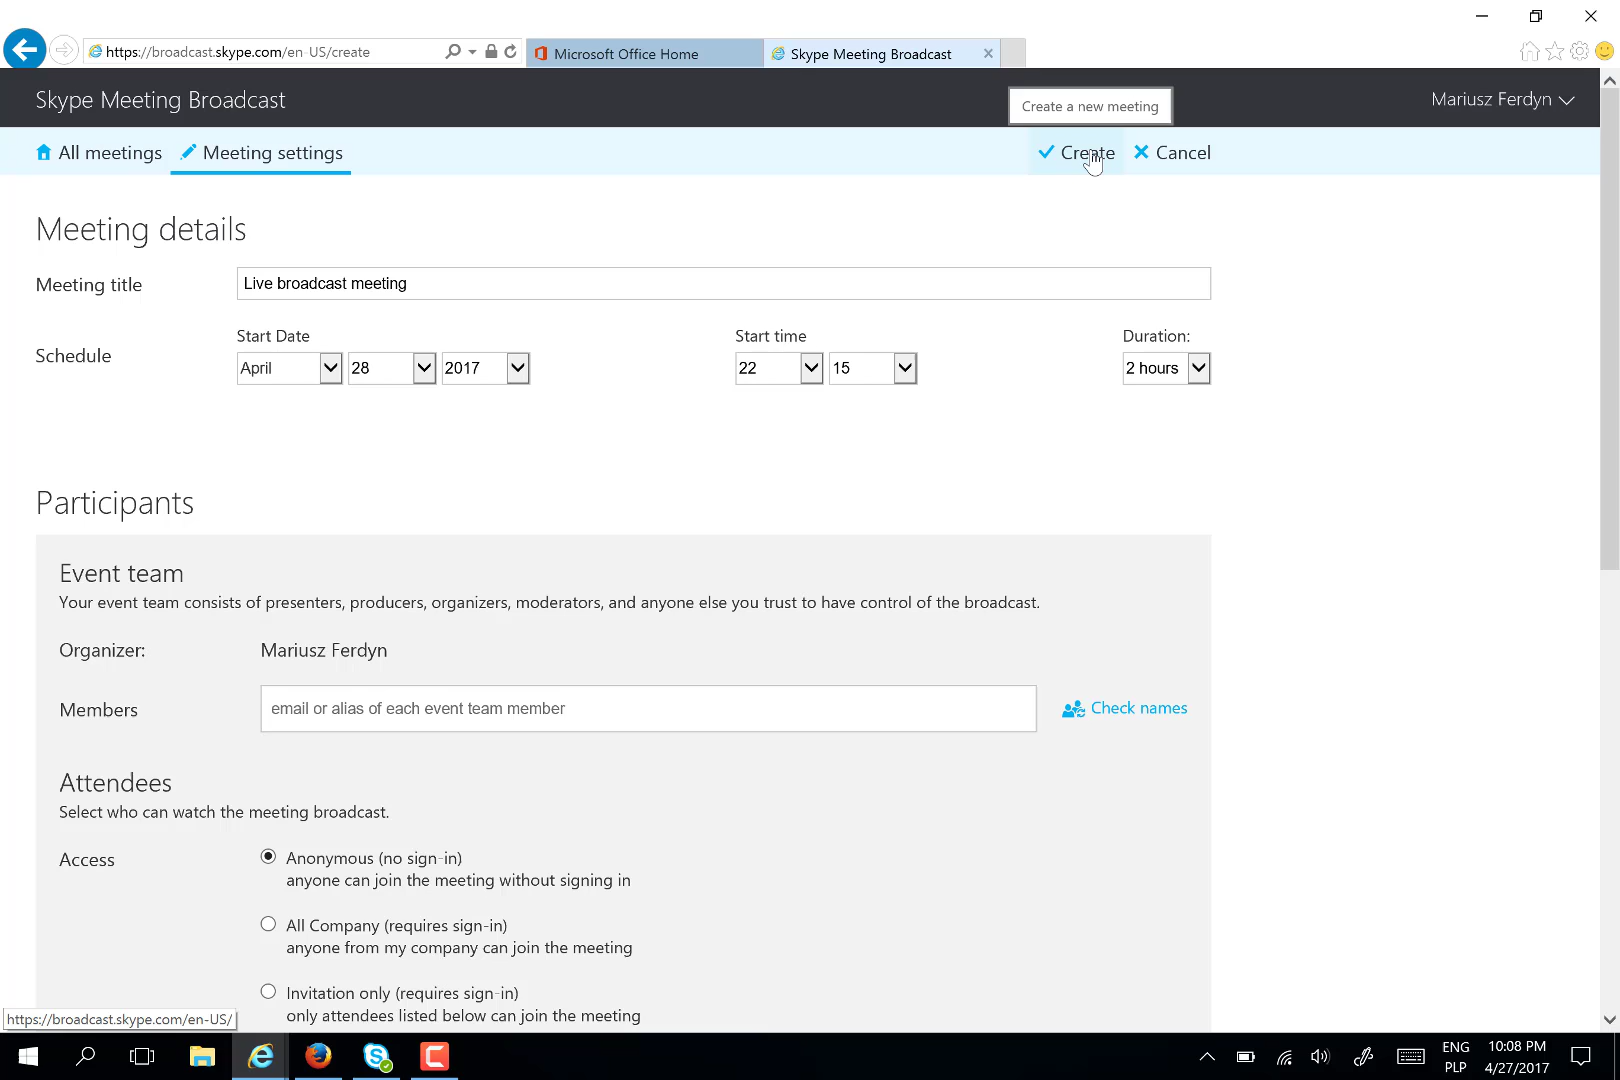 https://broadcast.skype.com/en-US/create
Microsoft Office Home
Skype Meeting Broadcast
Skype Meeting Broadcast
Create a new meeting
Mariusz Ferdyn
All meetings
Meeting settings
Create
Cancel
Meeting details
Meeting title
Live broadcast meeting
Start Date
Start time
Duration:
Schedule
April
28
2017
22
15
2 hours
Participants
Event team
Your event team consists of presenters, producers, organizers, moderators, and anyone else you trust to have control of the broadcast.
Organizer:
Mariusz Ferdyn
Members
email or alias of each event team member
Check names
Attendees
Select who can watch the meeting broadcast.
Access
Anonymous (no sign-in)
anyone can join the meeting without signing in
All Company (requires sign-in)
anyone from my company can join the meeting
Invitation only (requires sign-in)
only attendees listed below can join the meeting
https://broadcast.skype.com/en-US/
ENG
PLP
10:08 PM
4/27/2017